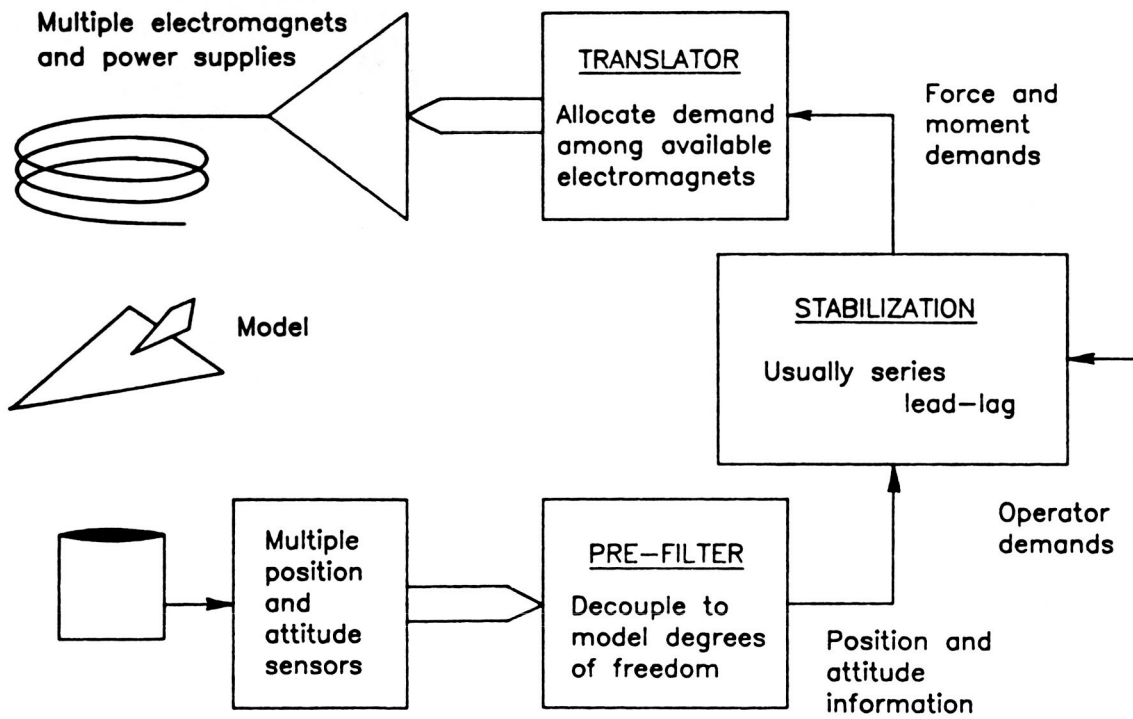 Multiple electromagnets
and power supplies
TRANSLATOR
Allocate demand
among available
electromagnets
Force and
moment
demands
Model
STABILIZATION
Usually series
lead-lag
Operator
demands
Multiple
position
and
attitude
sensors
PRE-FILTER
Decouple to
model degrees
of freedom
Position and
attitude
information